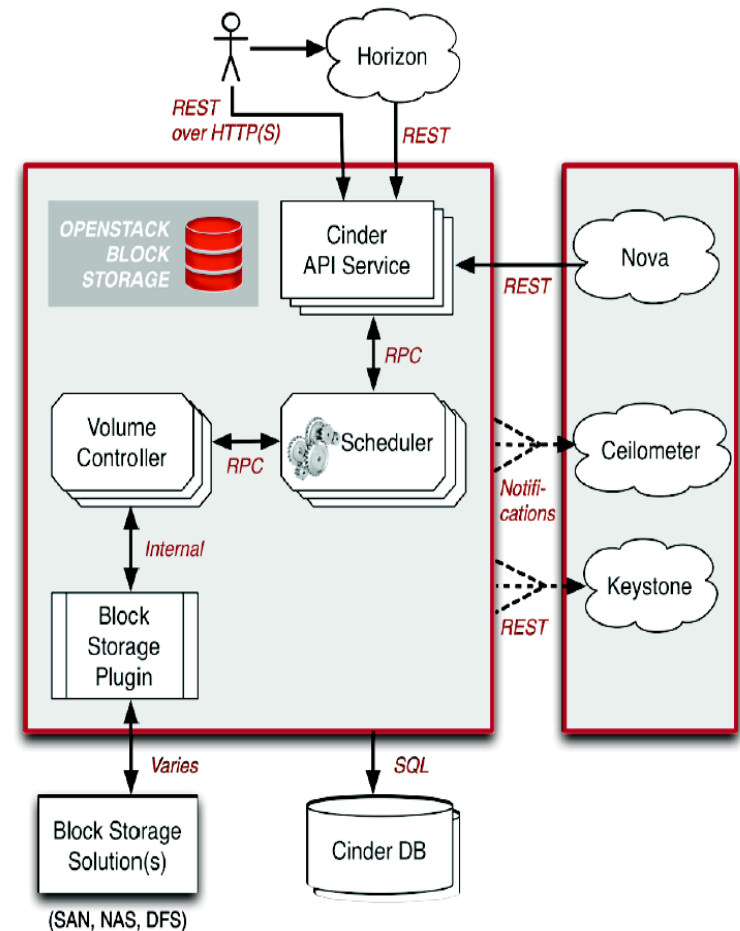 Horizon
REST
over HTTP(S)
REST
OPENSTACK
BLOCK
STORAGE
Cinder
API Service
REST
Nova
RPC
Volume
Controller
RPC
Scheduler
Notifi-
cations
Ceilometer
Internal
REST
Keystone
Block
Storage
Plugin
Varies
SQL
Block Storage
Solution(s)
Cinder DB
(SAN, NAS, DFS)